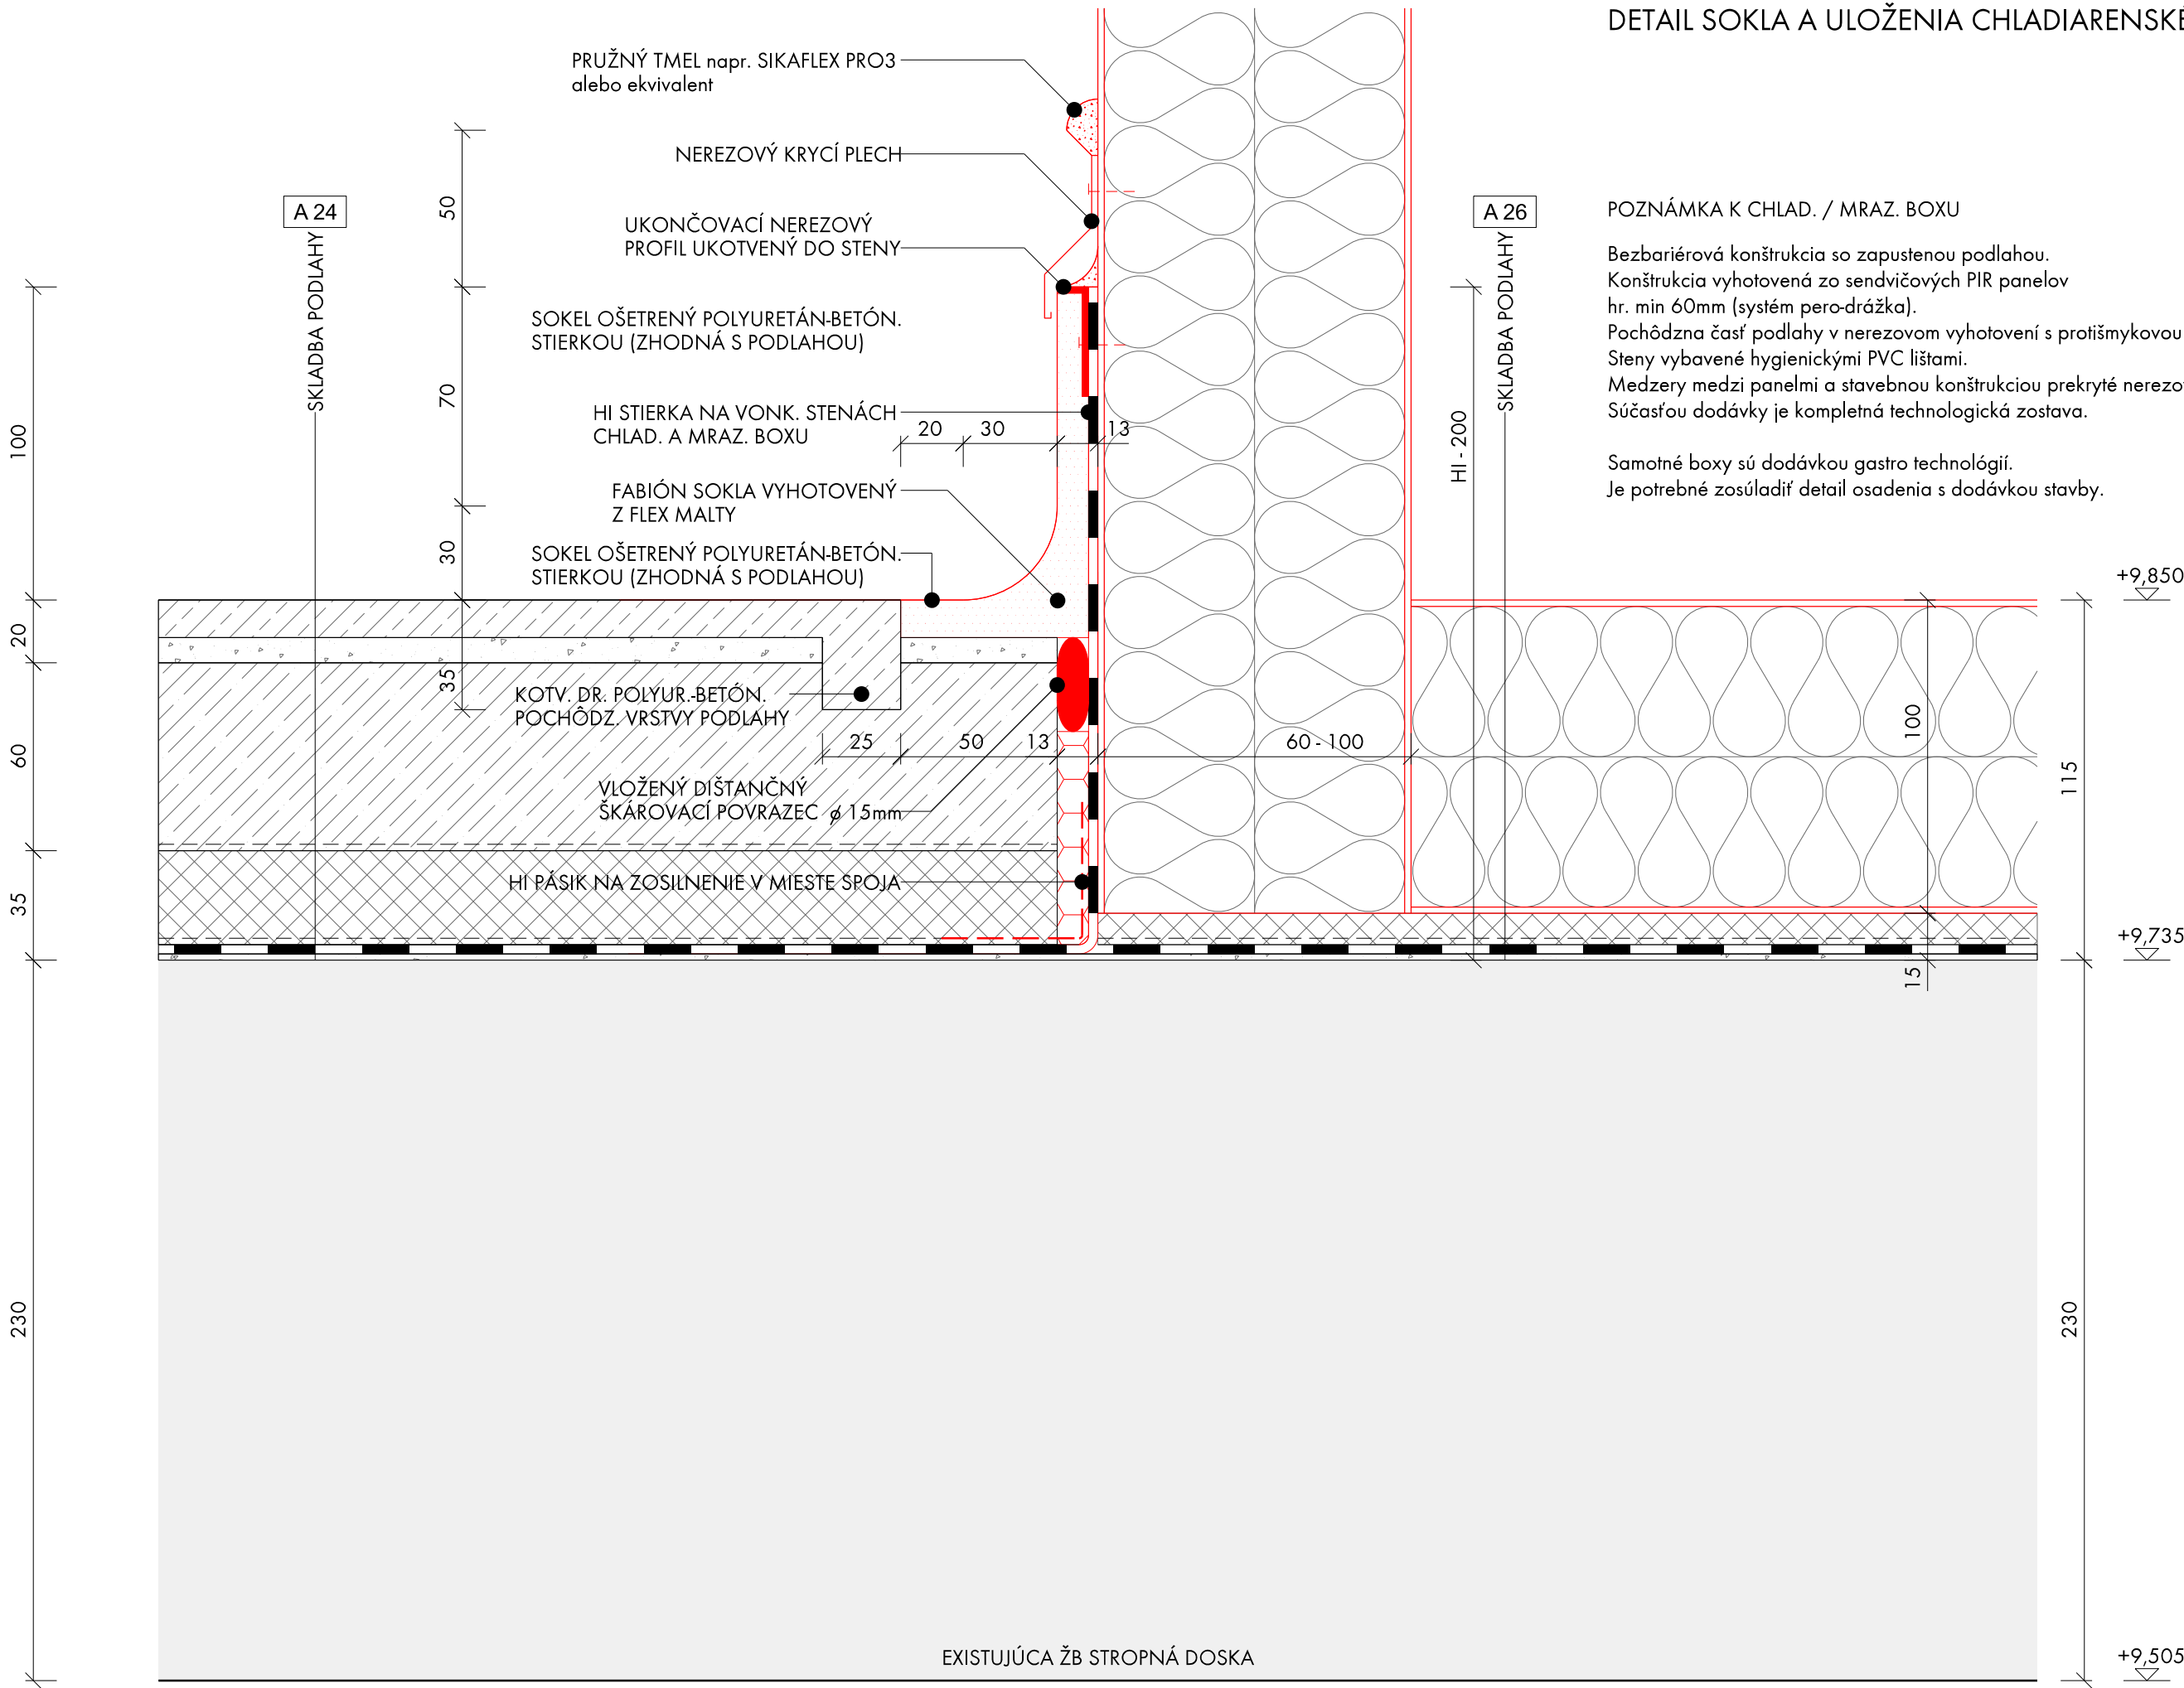 DETAIL SOKLA A ULOŽENIA CHLADIARENSKÉ
PRUŽNÝ TMEL napr. SIKAFLEX PRO3
alebo ekvivalent
NEREZOVÝ KRYCÍ PLECH
UKONČOVACÍ NEREZOVÝ
PROFIL UKOTVENÝ DO STENY
SOKEL OŠETRENÝ POLYURETÁN-BETÓN.
STIERKOU (ZHODNÁ S PODLAHOU)
HI STIERKA NA VONK. STENÁCH
CHLAD. A MRAZ. BOXU
20 30 13
FABIÓN SOKLA VYHOTOVENÝ
Z FLEX MALTY
SOKEL OŠETRENÝ POLYURETÁN-BETÓN.
STIERKOU (ZHODNÁ S PODLAHOU)
KOTV. DR. POLYUR.-BETÓN.
POCHÔDZ. VRSTVY PODLAHY
25 50 13 60 - 100
VLOŽENÝ DIŠTANČNÝ
ŠKÁROVACÍ POVRAZEC ø 15mm
HI PÁSIK NA ZOSILNENIE V MIESTE SPOJA
A 24
SKLADBA PODLAHY
A 26
SKLADBA PODLAHY
POZNÁMKA K CHLAD. / MRAZ. BOXU
Bezbariérová konštrukcia so zapustenou podlahou.
Konštrukcia vyhotovená zo sendvičových PIR panelov
hr. min 60mm (systém pero-drážka).
Pochôdzna časť podlahy v nerezovom vyhotovení s protišmykovou
Steny vybavené hygienickými PVC lištami.
Medzery medzi panelmi a stavebnou konštrukciou prekryté nerezo
Súčasťou dodávky je kompletná technologická zostava.
Samotné boxy sú dodávkou gastro technológií.
Je potrebné zosúladiť detail osadenia s dodávkou stavby.
100
20
60
35
230
50
70
30
35
HI - 200
100
15
115
230
+9,850
+9,735
+9,505
EXISTUJÚCA ŽB STROPNÁ DOSKA